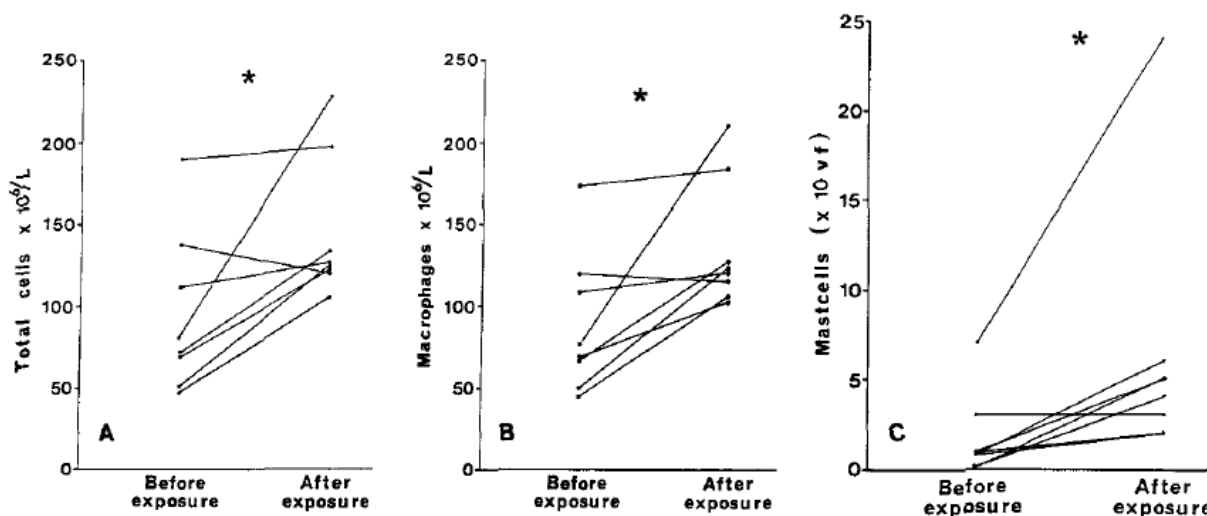 250
200
150
100
50
0
Total cells x 10⁶/L
*
A
Before exposure
After exposure
250
200
150
100
50
0
Macrophages x 10⁶/L
*
B
Before exposure
After exposure
25
20
15
10
5
0
Mastcells (x 10 vf)
*
C
Before
exposure
After
exposure